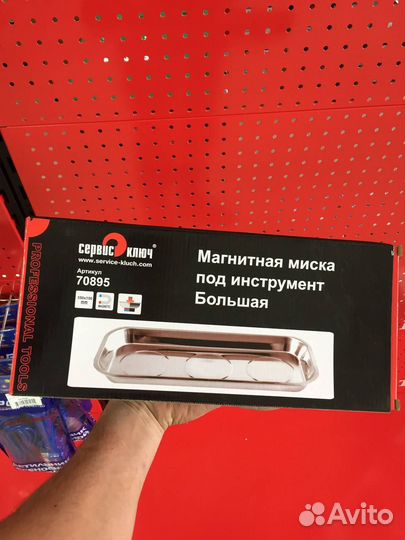 PROFESSIONAL TOOLS
сервис ключ
www.service-kluch.com
Артикул
70895
Магнитная миска
под инструмент
Большая
Avito